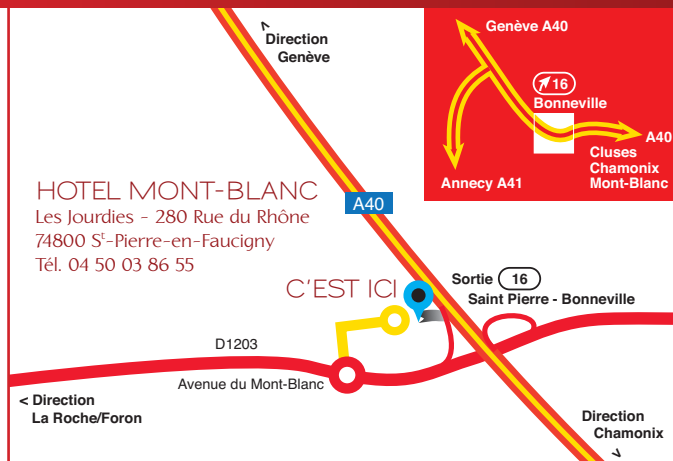 Direction
Genève
Genève A40
16
Bonneville
A40
Cluses
Chamonix
Mont-Blanc
Annecy A41
HOTEL MONT-BLANC
Les Jourdies - 280 Rue du Rhône
74800 Sᵗ-Pierre-en-Faucigny
Tél. 04 50 03 86 55
A40
C'EST ICI
Sortie 16
Saint Pierre - Bonneville
D1203
Avenue du Mont-Blanc
< Direction
La Roche/Foron
Direction
Chamonix